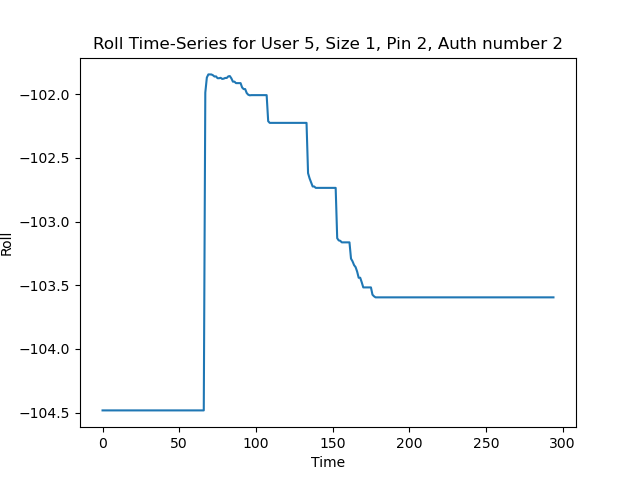 Roll Time-Series for User 5, Size 1, Pin 2, Auth number 2
−102.0
−102.5
−103.0
−103.5
−104.0
−104.5
Roll
0 50 100 150 200 250 300
Time